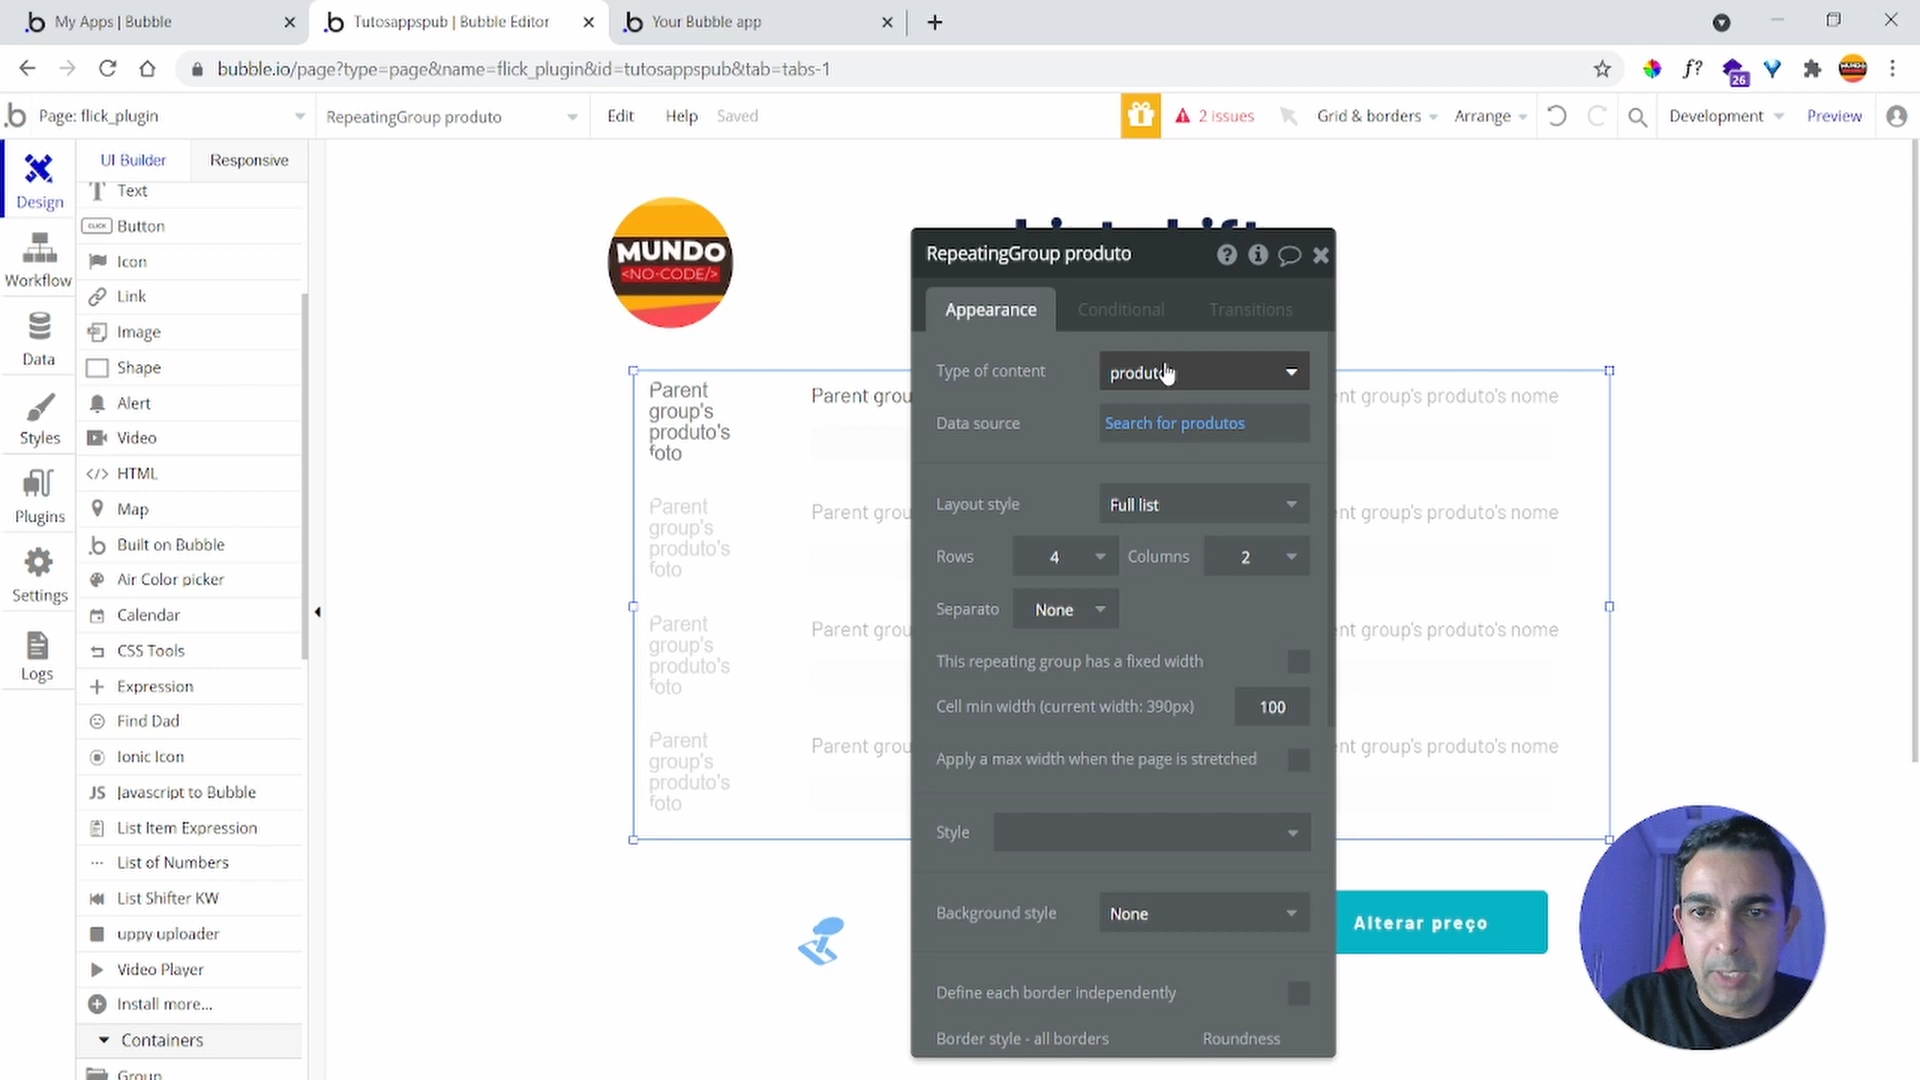 My Apps | Bubble
Tutosappspub | Bubble Editor
Your Bubble app
bubble.io/page?type=page&name=flick_plugin&id=tutosappspub&tab=tabs-1
f?
26
MUNDO
Page: flick_plugin
RepeatingGroup produto
Edit
Help
Saved
2 issues
Grid & borders
Arrange
Development
Preview
Design
Workflow
Data
Styles
Plugins
Settings
Logs
UI Builder
Responsive
Text
CLICK
Button
Icon
Link
Image
Shape
Alert
Video
</> HTML
Map
Built on Bubble
Air Color picker
Calendar
CSS Tools
Expression
Find Dad
Ionic Icon
JS Javascript to Bubble
List Item Expression
List of Numbers
List Shifter KW
uppy uploader
Video Player
Install more...
Containers
Group
MUNDO
<NO-CODE/>
Parent
group's
produto's
foto
Parent grou
nt group's produto's nome
Parent
group's
produto's
foto
Parent grou
nt group's produto's nome
Parent
group's
produto's
foto
Parent grou
nt group's produto's nome
Parent
group's
produto's
foto
Parent grou
nt group's produto's nome
RepeatingGroup produto
Appearance
Conditional
Transitions
Type of content
produto
Data source
Search for produtos
Layout style
Full list
Rows
4
Columns
2
Separato
None
This repeating group has a fixed width
Cell min width (current width: 390px)
100
Apply a max width when the page is stretched
Style
Background style
None
Define each border independently
Border style - all borders
Roundness
Alterar preço